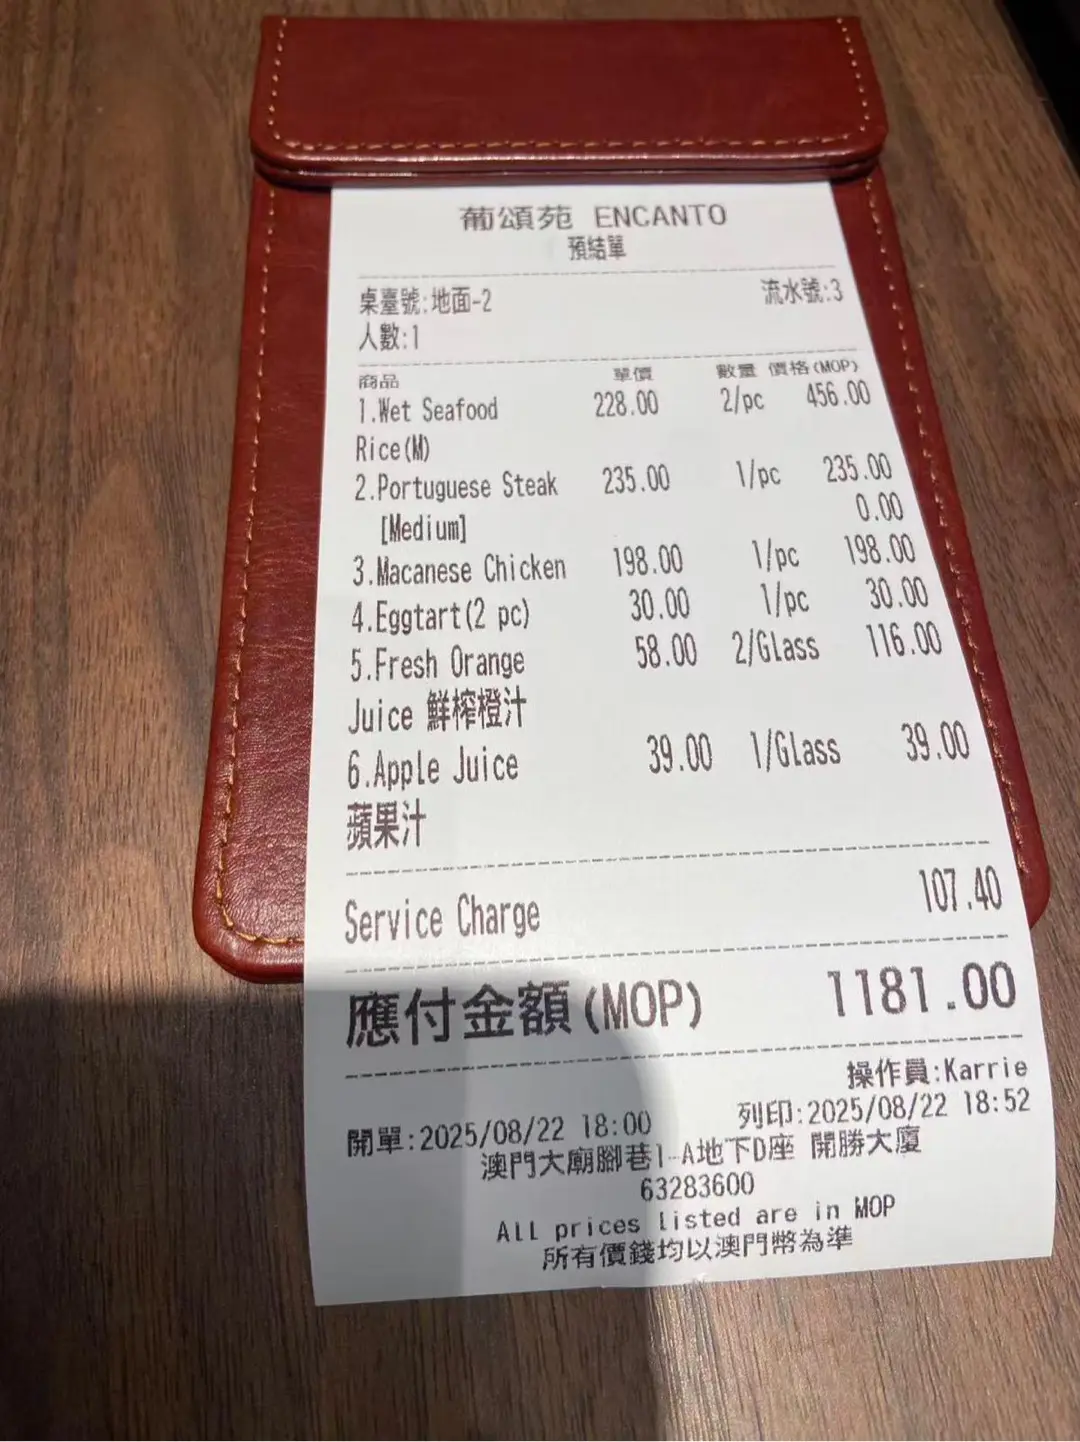 葡頌苑 ENCANTO
預結單
桌臺號:地面-2 流水號:3
人數:1
商品 單價 數量 價格(MOP)
1.Wet Seafood 228.00 2/pc 456.00
Rice(M)
2.Portuguese Steak 235.00 1/pc 235.00
[Medium] 0.00
3.Macanese Chicken 198.00 1/pc 198.00
4.Eggtart(2 pc) 30.00 1/pc 30.00
5.Fresh Orange 58.00 2/Glass 116.00
Juice 鮮榨橙汁
6.Apple Juice 39.00 1/Glass 39.00
蘋果汁
Service Charge 107.40
應付金額(MOP) 1181.00
操作員:Karrie
開單:2025/08/22 18:00 列印:2025/08/22 18:52
澳門大廟腳巷1-A地下D座 開勝大廈
63283600
All prices listed are in MOP
所有價錢均以澳門幣為準